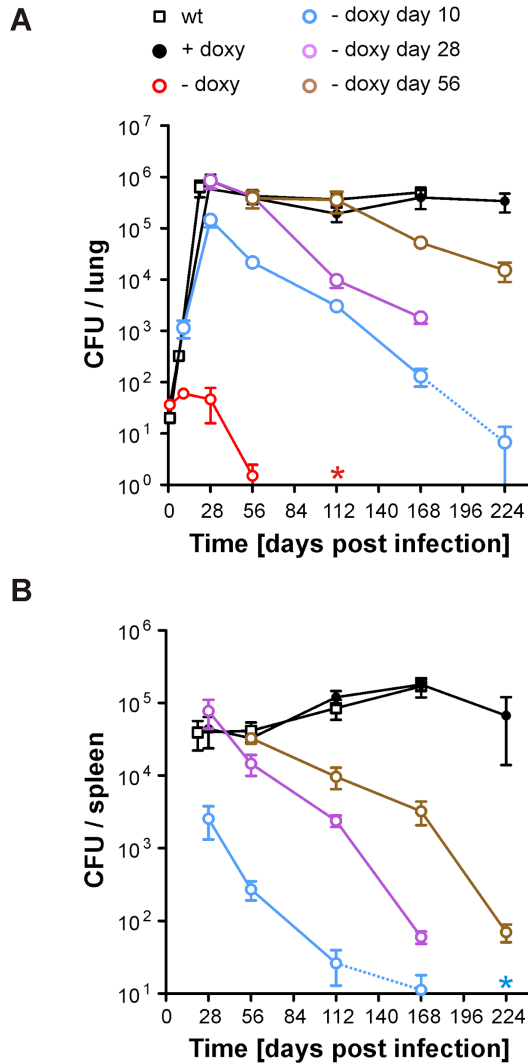 A
wt
- doxy day 10
+ doxy
- doxy day 28
- doxy
- doxy day 56
10^7
10^6
10^5
10^4
10^3
10^2
10^1
10^0
CFU / lung
*
0 28 56 84 112 140 168 196 224
Time [days post infection]
B
10^6
10^5
10^4
10^3
10^2
10^1
CFU / spleen
*
0 28 56 84 112 140 168 196 224
Time [days post infection]